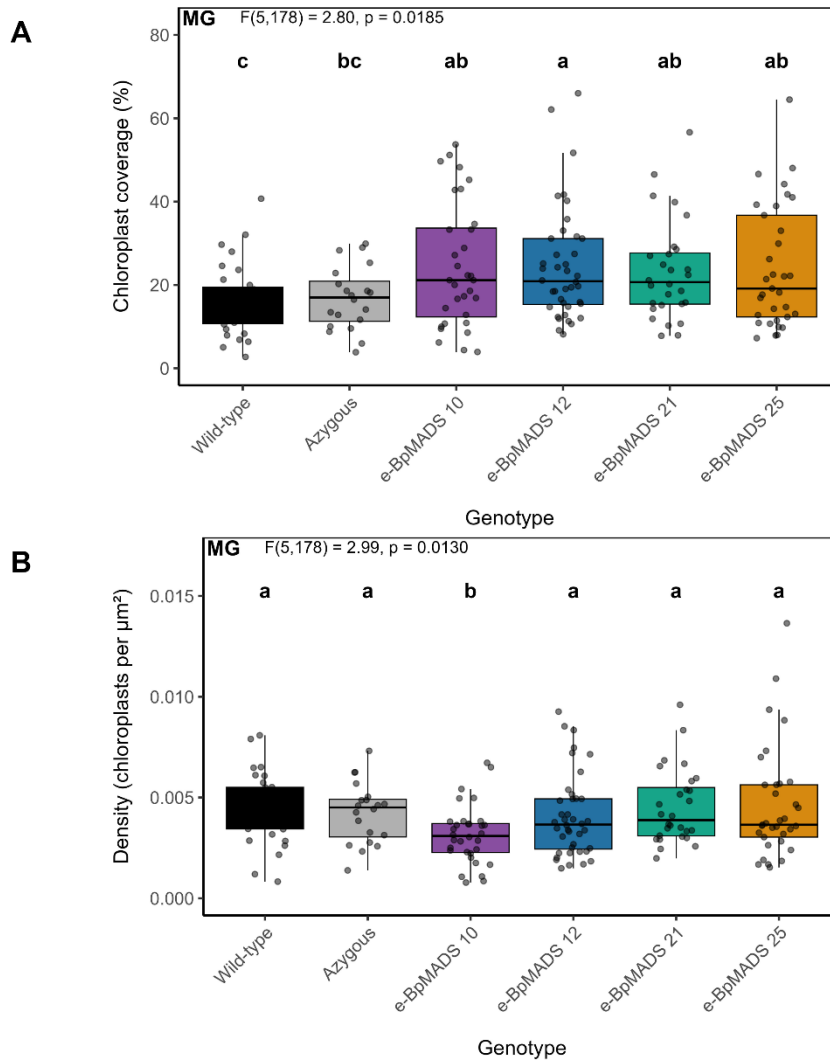 A
MG F(5,178) = 2.80, p = 0.0185
80
60
40
20
0
Chloroplast coverage (%)
c bc ab a ab ab
Wild-type Azygous e-BpMADS 10 e-BpMADS 12 e-BpMADS 21 e-BpMADS 25
Genotype
B
MG F(5,178) = 2.99, p = 0.0130
0.015
0.010
0.005
0.000
Density (chloroplasts per µm²)
a a b a a a
Wild-type Azygous e-BpMADS 10 e-BpMADS 12 e-BpMADS 21 e-BpMADS 25
Genotype